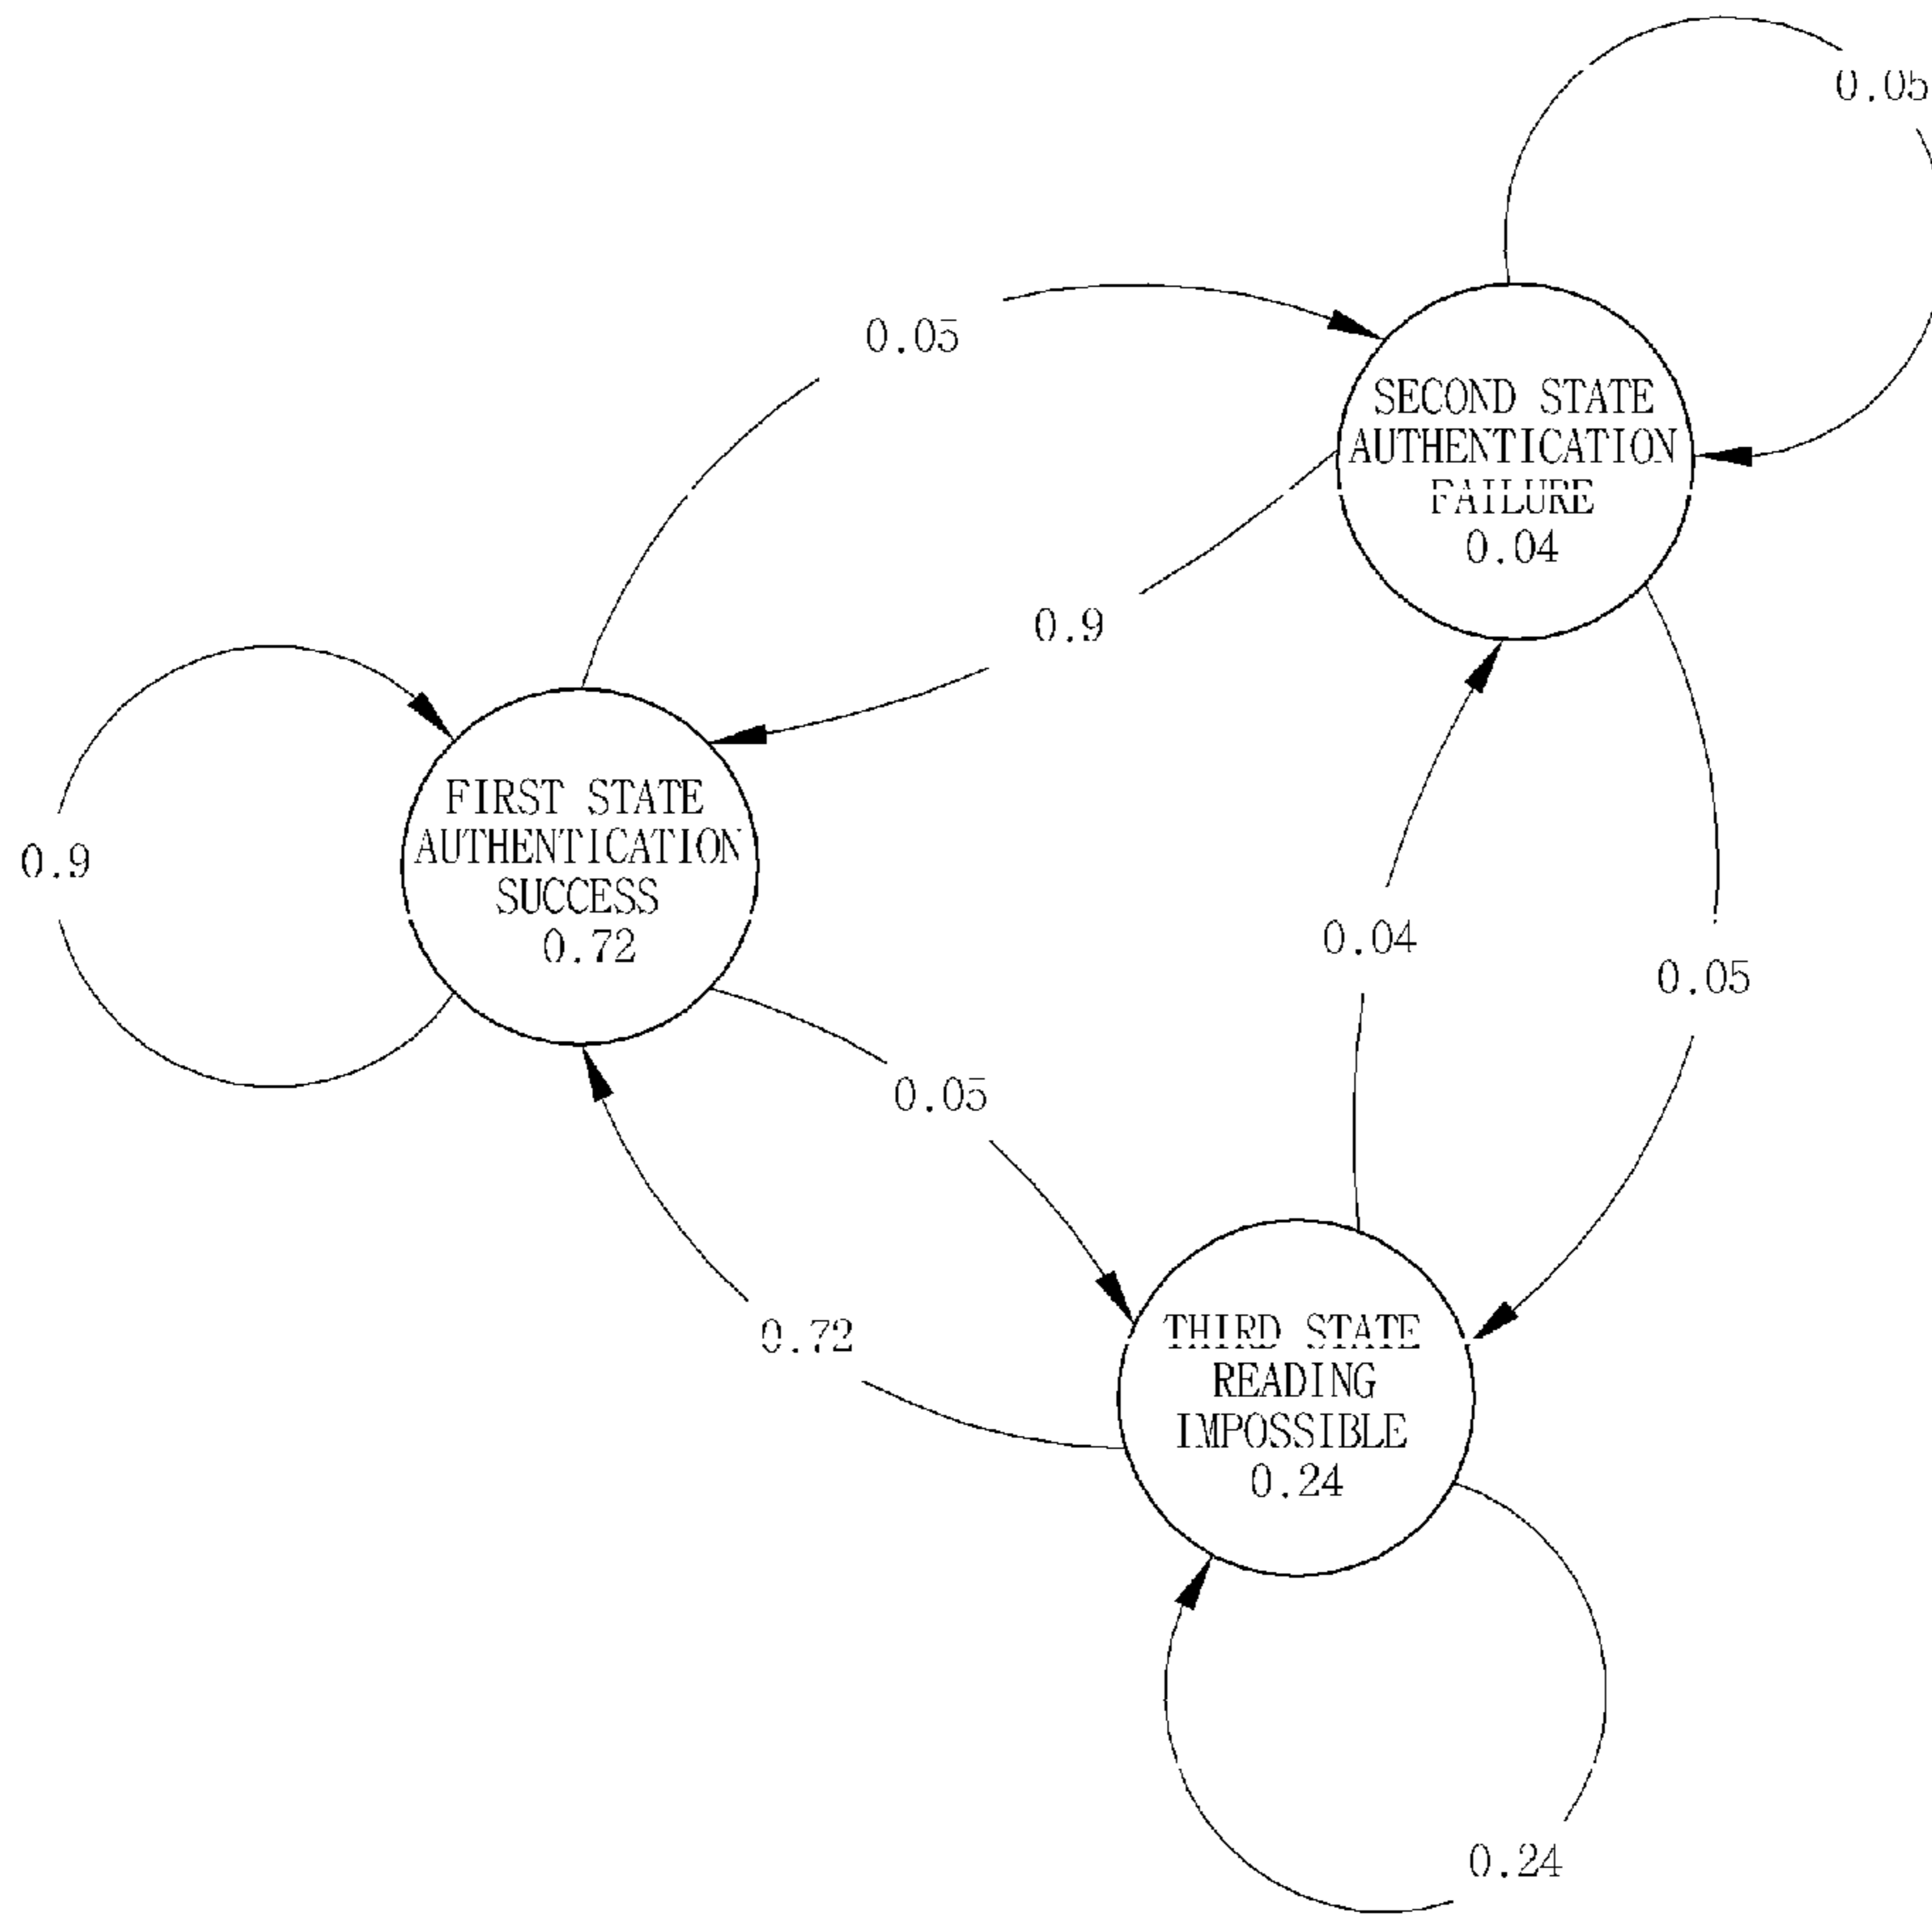 0.05
0.05
SECOND STATE
AUTHENTICATION
FAILURE
0.04
0.9
FIRST STATE
AUTHENTICATION
SUCCESS
0.72
0.9
0.04
0.05
0.05
0.72
THIRD STATE
READING
IMPOSSIBLE
0.24
0.24